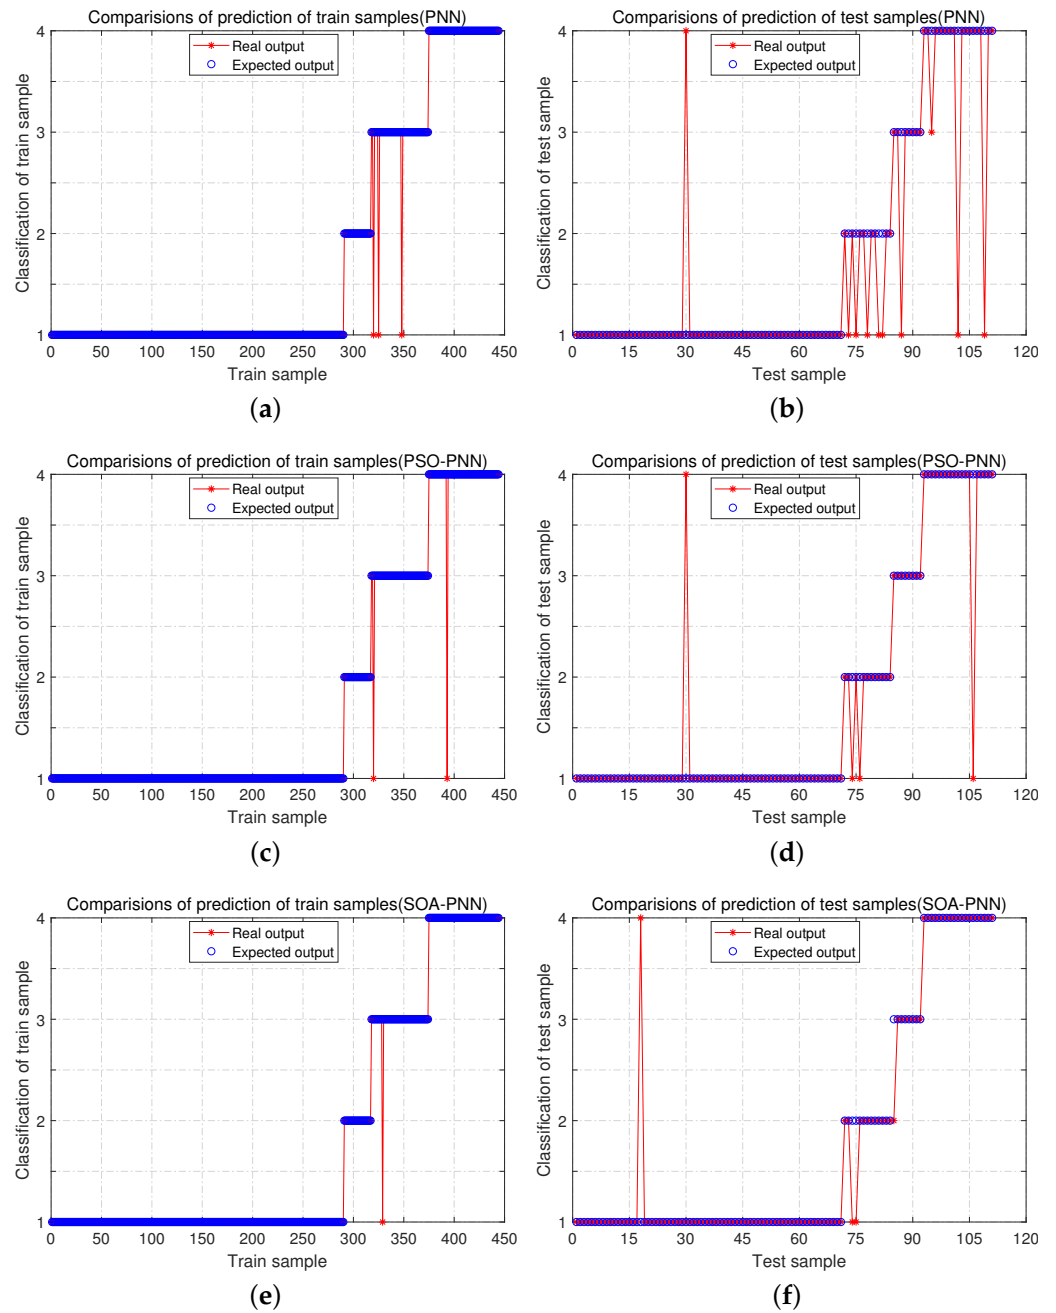 Comparisions of prediction of train samples(PNN)
Real output
Expected output
Classification of train sample
4
3
2
1
0 50 100 150 200 250 300 350 400 450
Train sample
(a)
Comparisions of prediction of test samples(PNN)
Real output
Expected output
Classification of test sample
4
3
2
1
0 15 30 45 60 75 90 105 120
Test sample
(b)
Comparisions of prediction of train samples(PSO-PNN)
Real output
Expected output
Classification of train sample
4
3
2
1
0 50 100 150 200 250 300 350 400 450
Train sample
(c)
Comparisions of prediction of test samples(PSO-PNN)
Real output
Expected output
Classification of test sample
4
3
2
1
0 15 30 45 60 75 90 105 120
Test sample
(d)
Comparisions of prediction of train samples(SOA-PNN)
Real output
Expected output
Classification of train sample
4
3
2
1
0 50 100 150 200 250 300 350 400 450
Train sample
(e)
Comparisions of prediction of test samples(SOA-PNN)
Real output
Expected output
Classification of test sample
4
3
2
1
0 15 30 45 60 75 90 105 120
Test sample
(f)